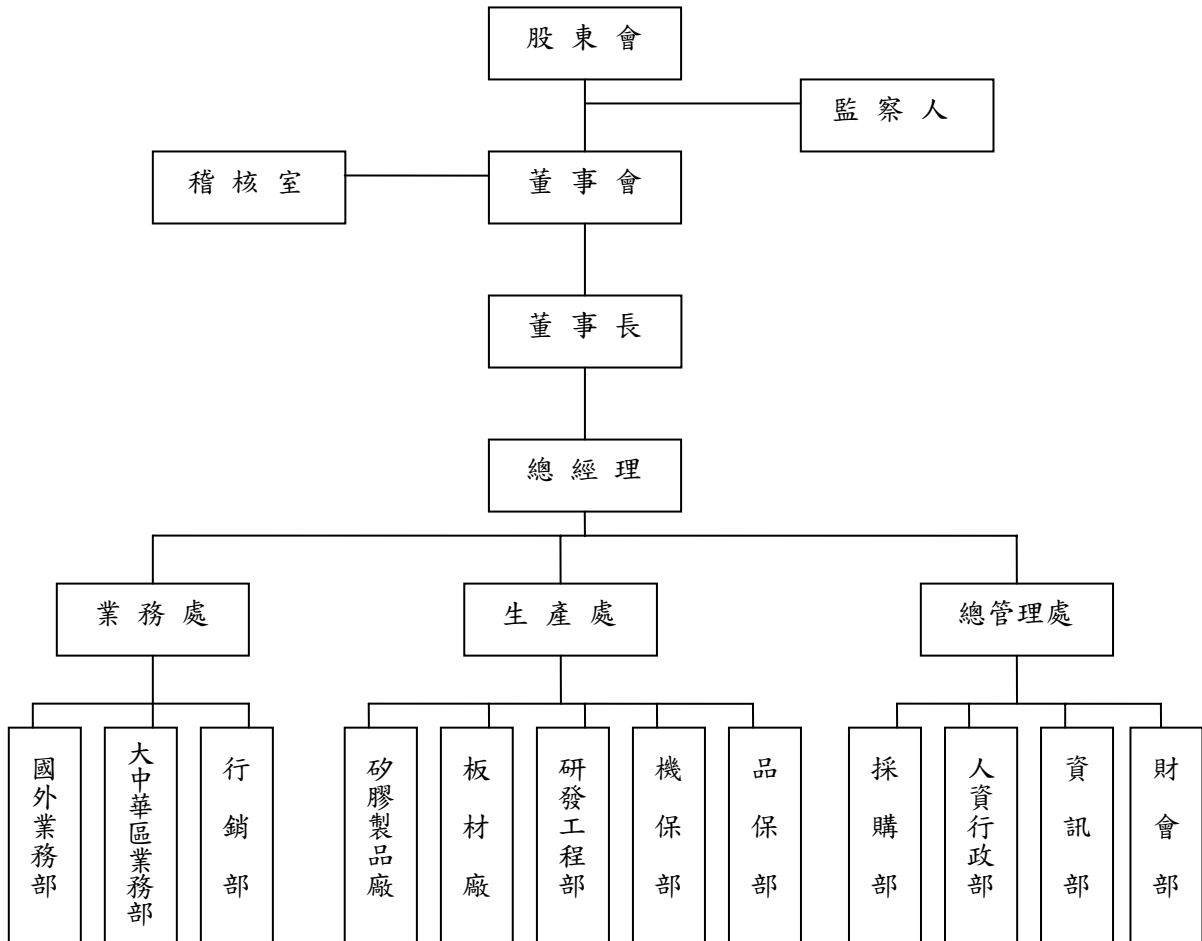 股東會
監察人
稽核室
董事會
董事長
總經理
業務處
生產處
總管理處
國外業務部
大中華區業務部
行銷部
矽膠製品廠
板材廠
研發工程部
機保部
品保部
採購部
人資行政部
資訊部
財會部